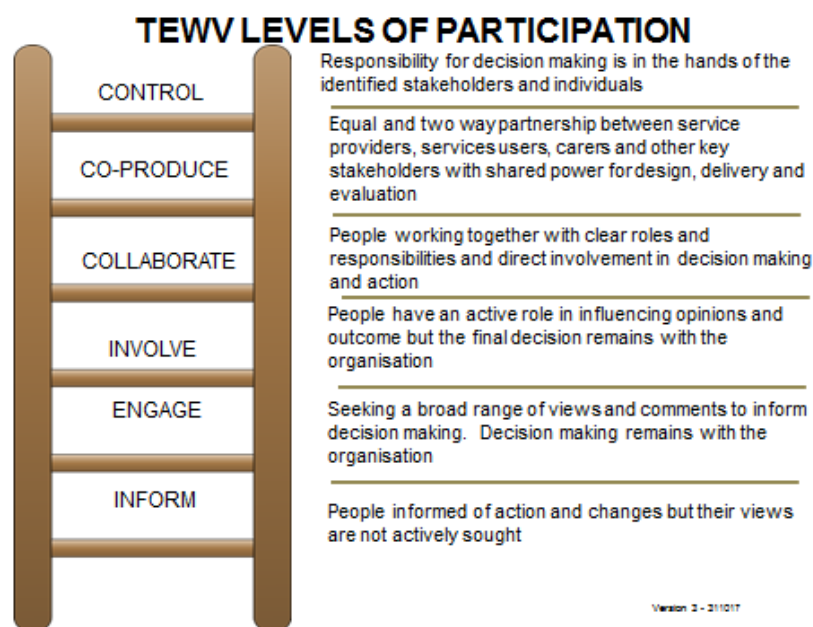 TEWV LEVELS OF PARTICIPATION
CONTROL
Responsibility for decision making is in the hands of the
identified stakeholders and individuals
CO-PRODUCE
Equal and two way partnership between service
providers, services users, carers and other key
stakeholders with shared power for design, delivery and
evaluation
COLLABORATE
People working together with clear roles and
responsibilities and direct involvement in decision making
and action
INVOLVE
People have an active role in influencing opinions and
outcome but the final decision remains with the
organisation
ENGAGE
Seeking a broad range of views and comments to inform
decision making. Decision making remains with the
organisation
INFORM
People informed of action and changes but their views
are not actively sought
Version 3 - 311017